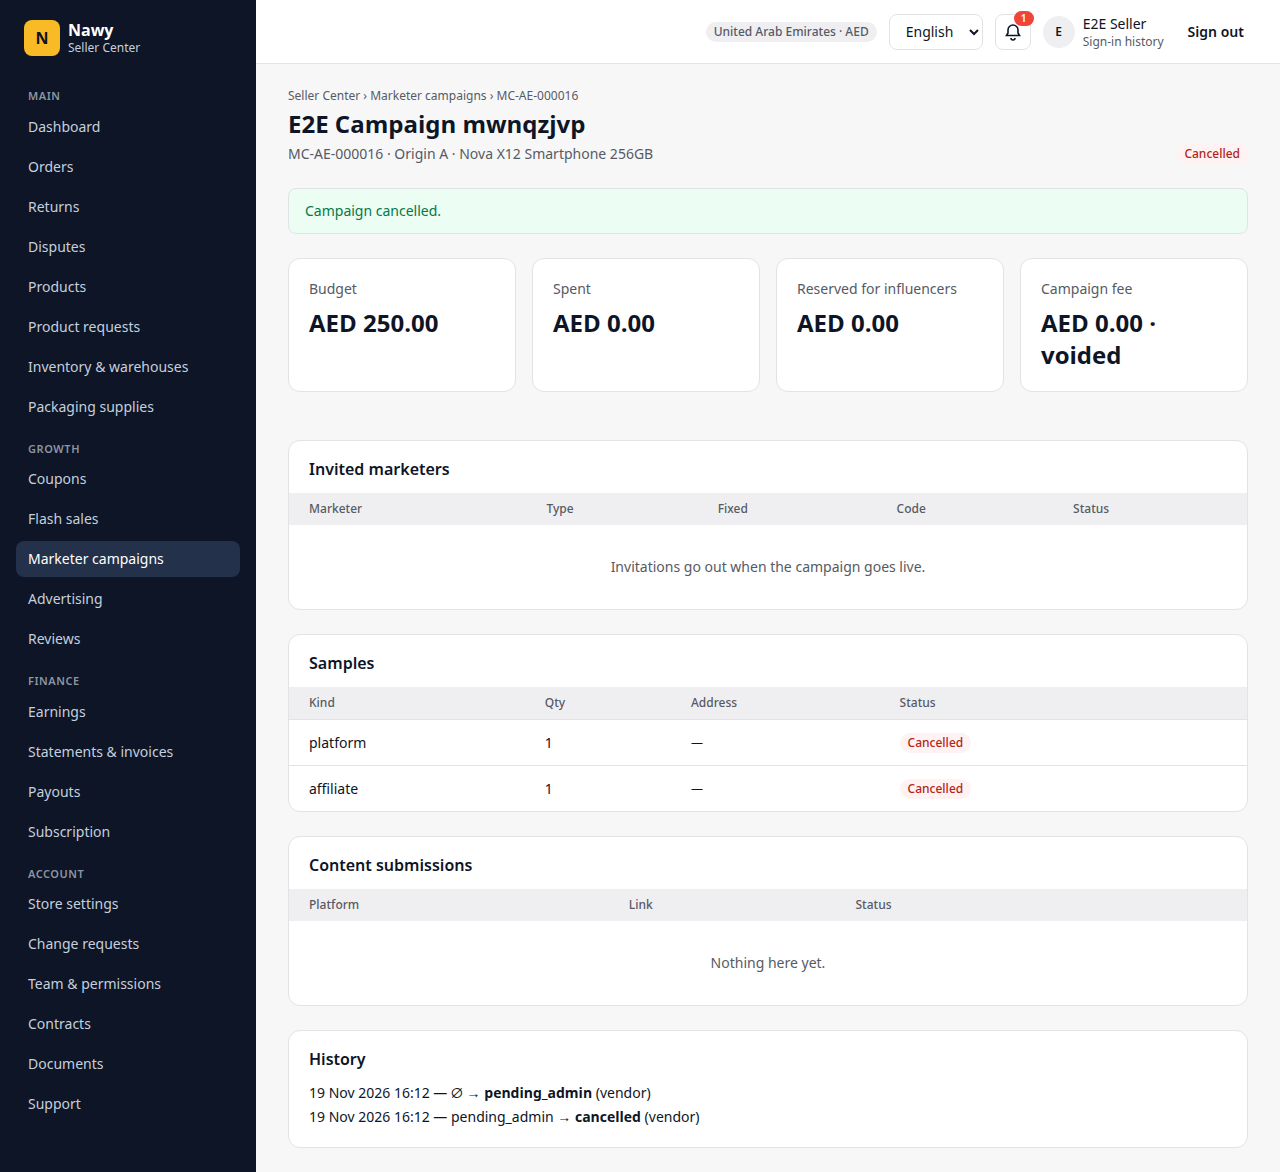 N
Nawy
Seller Center
MAIN
Dashboard
Orders
Returns
Disputes
Products
Product requests
Inventory & warehouses
Packaging supplies
GROWTH
Coupons
Flash sales
Marketer campaigns
Advertising
Reviews
FINANCE
Earnings
Statements & invoices
Payouts
Subscription
ACCOUNT
Store settings
Change requests
Team & permissions
Contracts
Documents
Support
United Arab Emirates · AED
English
1
E
E2E Seller
Sign-in history
Sign out
Seller Center › Marketer campaigns › MC-AE-000016
E2E Campaign mwnqzjvp
MC-AE-000016 · Origin A · Nova X12 Smartphone 256GB
Cancelled
Campaign cancelled.
Budget
AED 250.00
Spent
AED 0.00
Reserved for influencers
AED 0.00
Campaign fee
AED 0.00 ·
voided
Invited marketers
Marketer Type Fixed Code Status
Invitations go out when the campaign goes live.
Samples
Kind Qty Address Status
platform 1 — Cancelled
affiliate 1 — Cancelled
Content submissions
Platform Link Status
Nothing here yet.
History
19 Nov 2026 16:12 — ∅ → pending_admin (vendor)
19 Nov 2026 16:12 — pending_admin → cancelled (vendor)